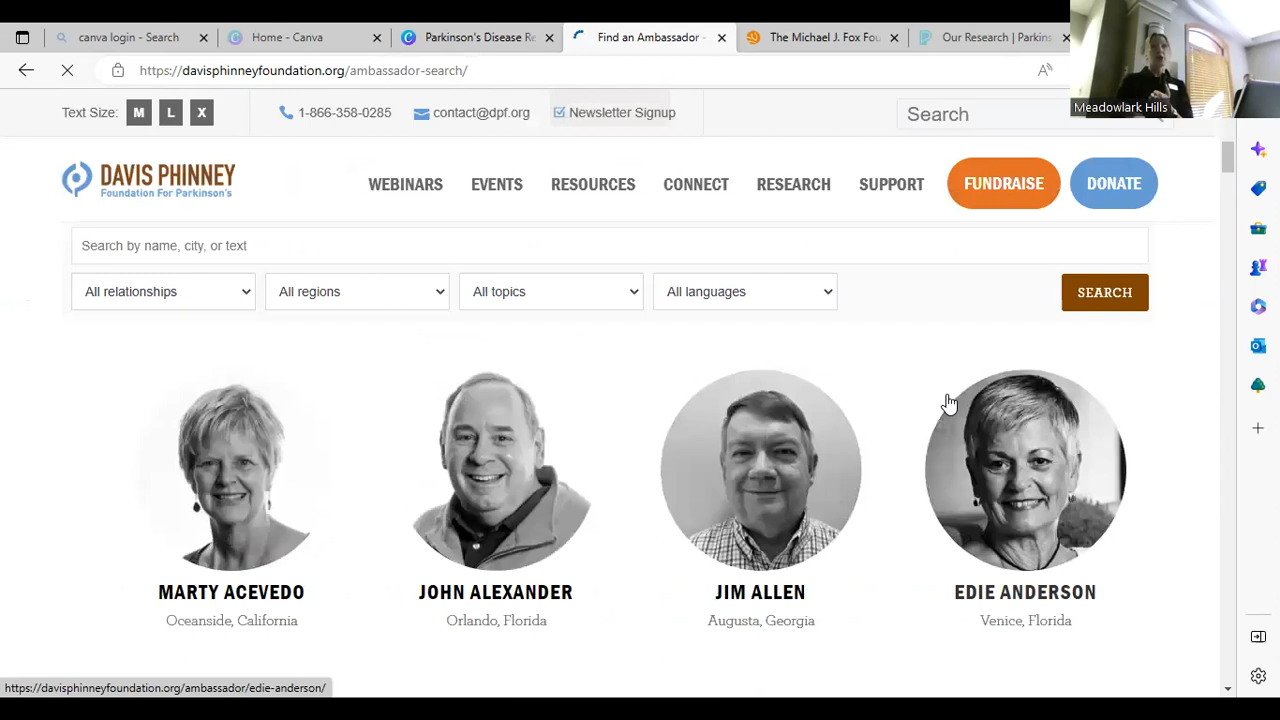 canva login - Search
Home - Canva
Parkinson's Disease Re
Find an Ambassador -
The Michael J. Fox Fou
Our Research | Parkins
https://davisphinneyfoundation.org/ambassador-search/
Meadowlark Hills
Text Size: M L X
1-866-358-0285
contact@dpf.org
Newsletter Signup
Search
DAVIS PHINNEY
Foundation For Parkinson's
WEBINARS
EVENTS
RESOURCES
CONNECT
RESEARCH
SUPPORT
FUNDRAISE
DONATE
Search by name, city, or text
All relationships
All regions
All topics
All languages
SEARCH
MARTY ACEVEDO
Oceanside, California
JOHN ALEXANDER
Orlando, Florida
JIM ALLEN
Augusta, Georgia
EDIE ANDERSON
Venice, Florida
https://davisphinneyfoundation.org/ambassador/edie-anderson/